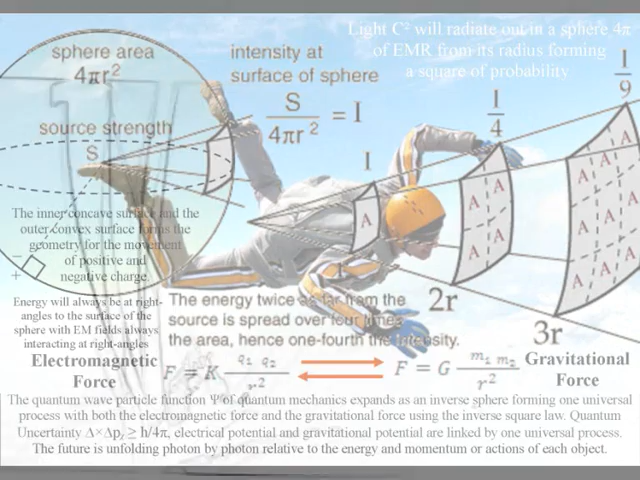 Light C² will radiate out in a sphere 4π
of EMR from its radius forming
a square of probability
sphere area
4πr²
intensity at
surface of sphere
S
4πr²
= I
source strength
S
I
I
4
I
9
A
A A
A A
A A A
A A A
A A A
r
2r
3r
The inner concave surface and the
outer convex surface forms the
geometry for the movement
of positive and
negative charge.
−
+
Energy will always be at right-
angles to the surface of the
sphere with EM fields always
interacting at right-angles
The energy twice as far from the
source is spread over four times
the area, hence one-fourth the intensity.
Electromagnetic
Force
F = K q₁ q₂
r²
F = G m₁ m₂
r²
Gravitational
Force
The quantum wave particle function Ψ of quantum mechanics expands as an inverse sphere forming one universal
process with both the electromagnetic force and the gravitational force using the inverse square law. Quantum
Uncertainty Δ×Δpₓ ≥ h/4π, electrical potential and gravitational potential are linked by one universal process.
The future is unfolding photon by photon relative to the energy and momentum or actions of each object.